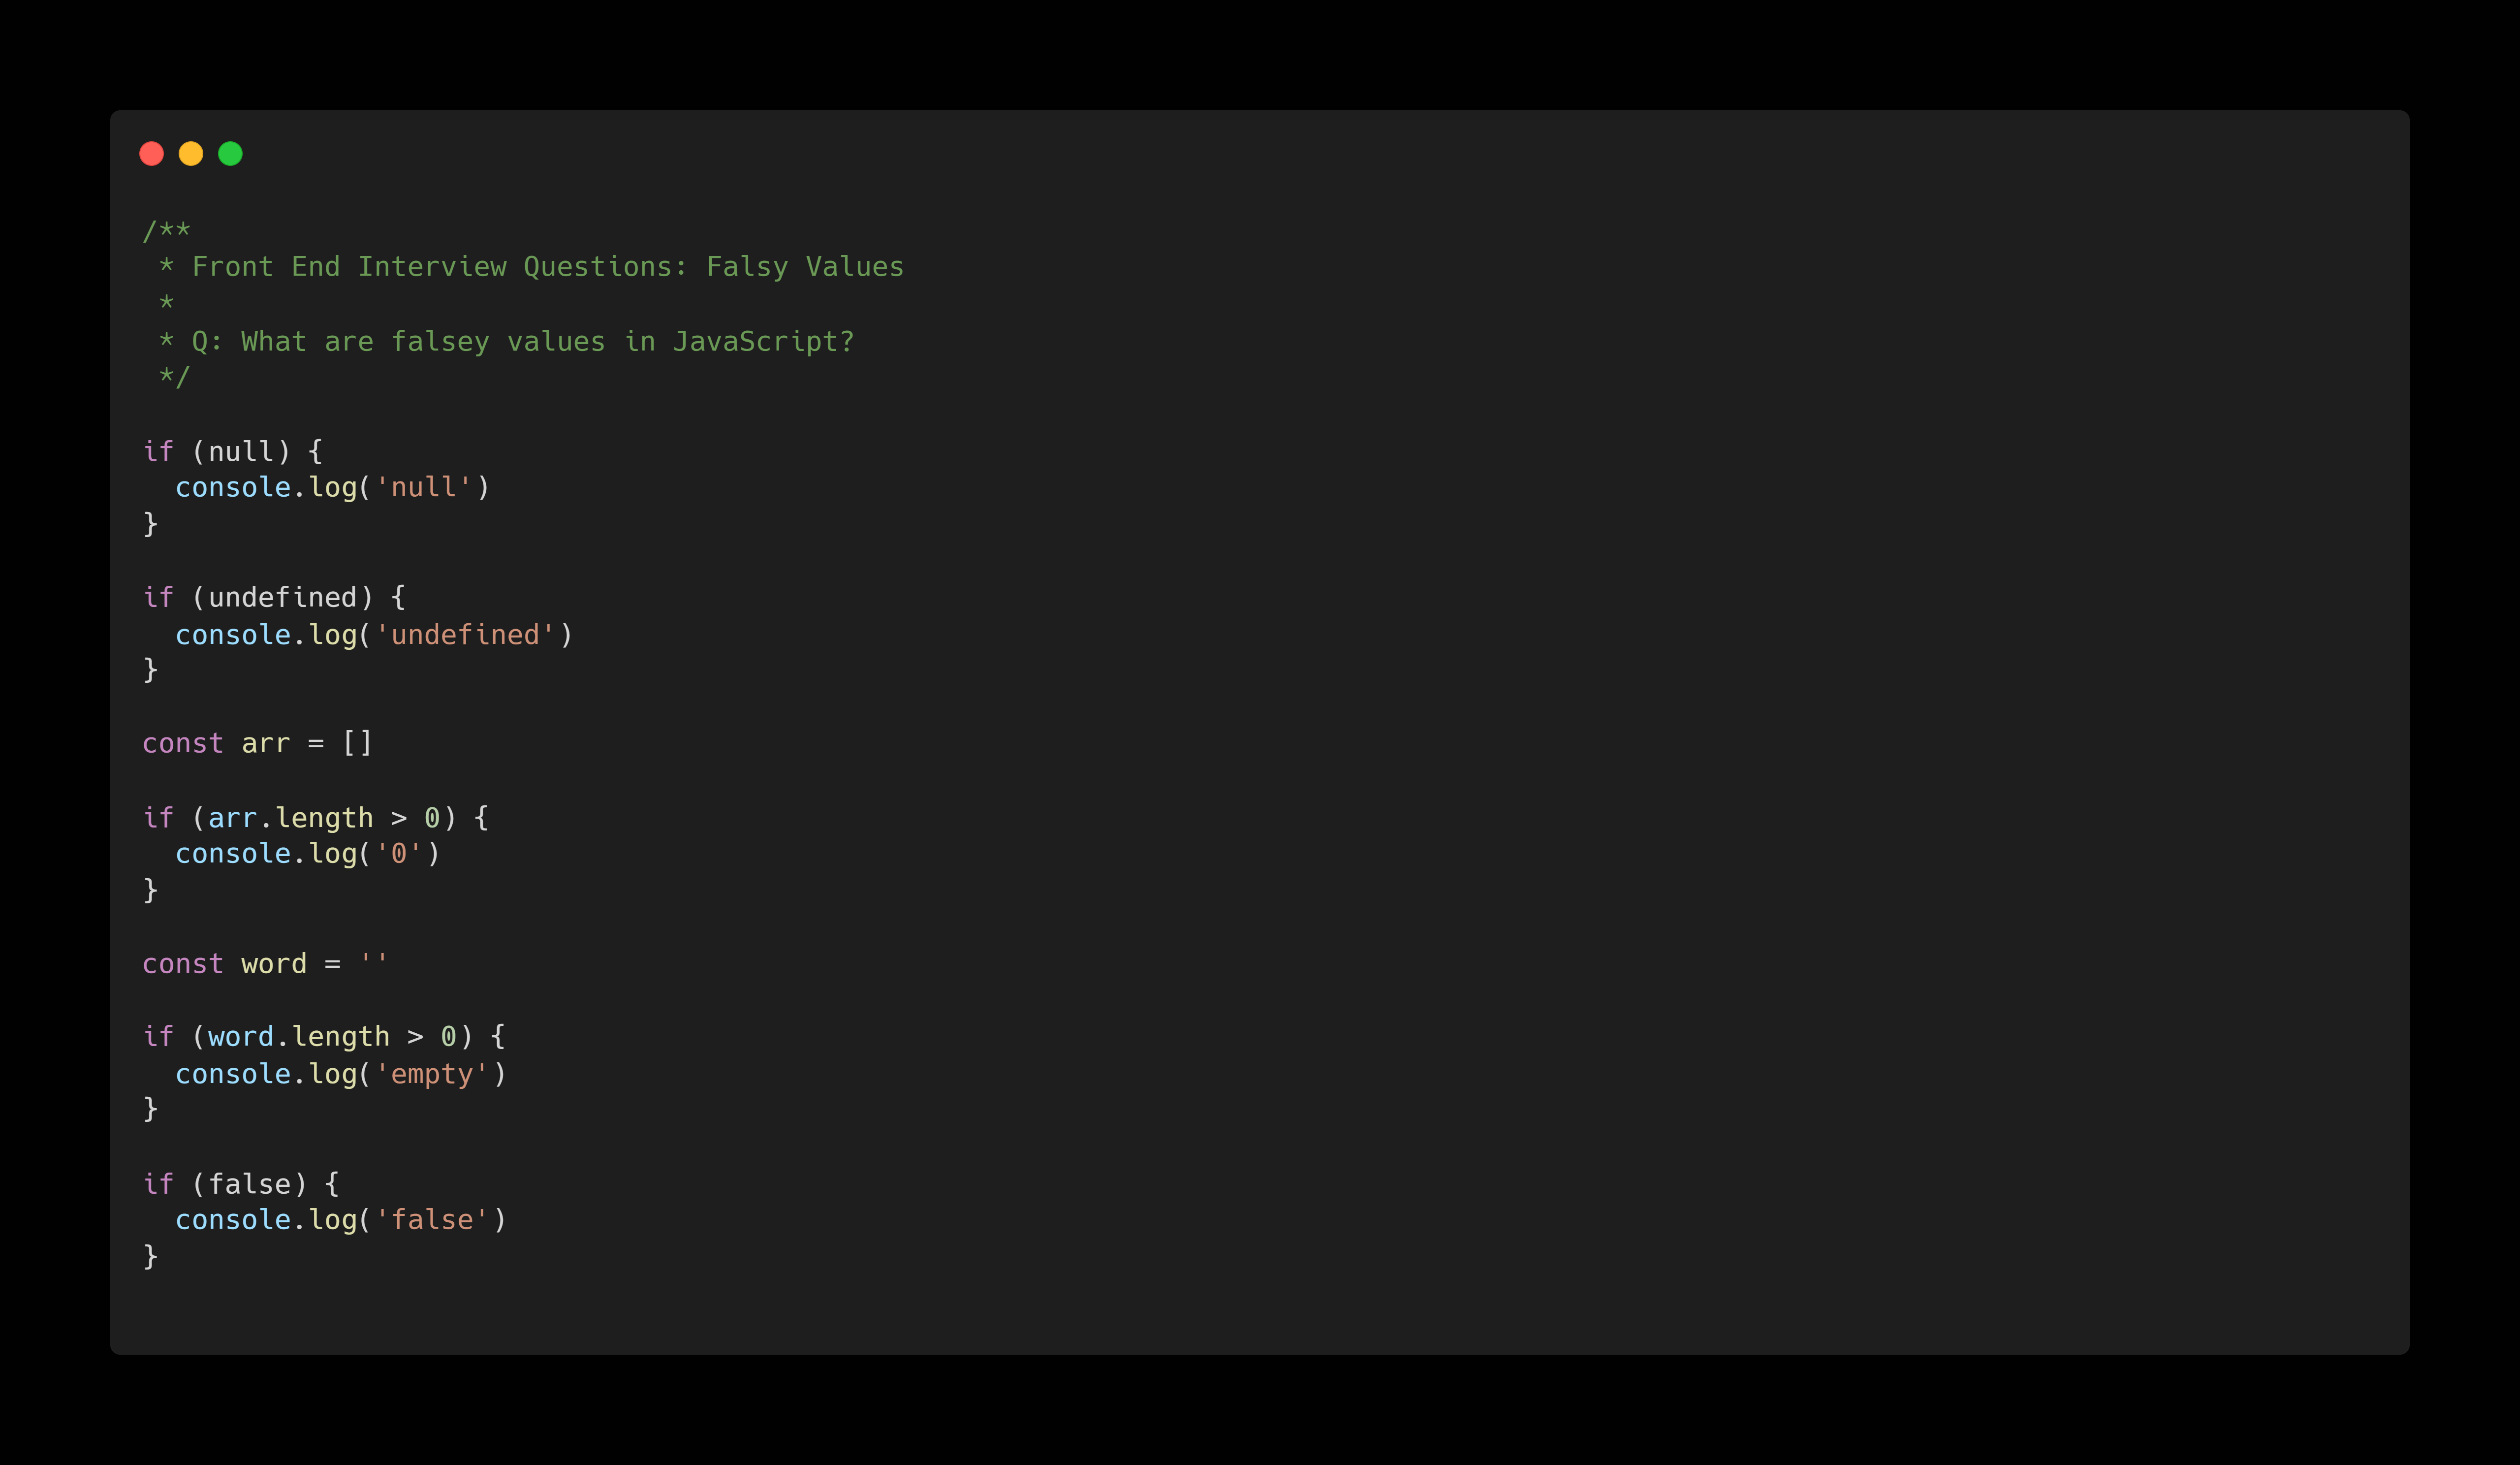 /**
 * Front End Interview Questions: Falsy Values
 *
 * Q: What are falsey values in JavaScript?
 */

if (null) {
  console.log('null')
}

if (undefined) {
  console.log('undefined')
}

const arr = []

if (arr.length > 0) {
  console.log('0')
}

const word = ''

if (word.length > 0) {
  console.log('empty')
}

if (false) {
  console.log('false')
}